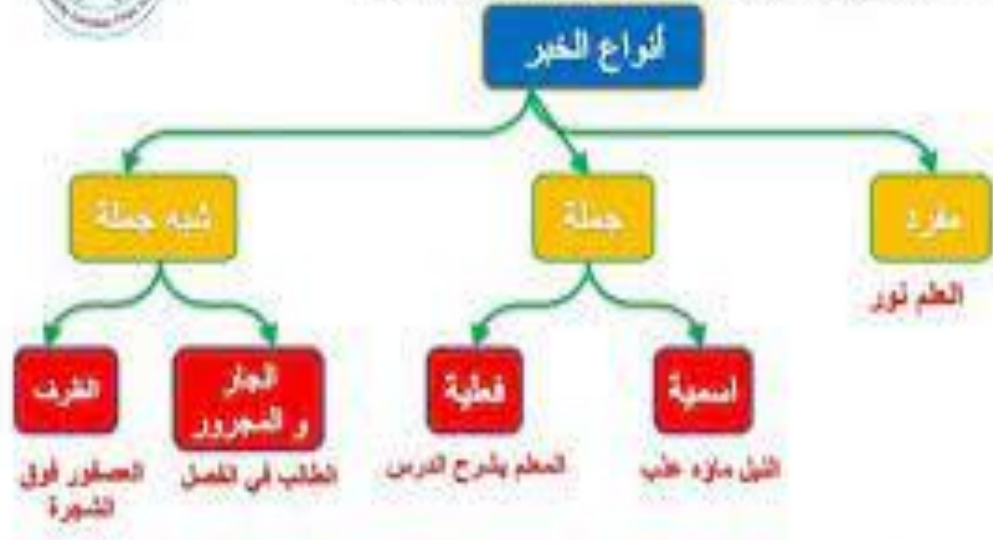 أنواع الخبر
مفرد
جملة
شبه جملة
العلم نور
اسمية
فعلية
الجار
و المجرور
الظرف
النيل ماؤه عذب
المعلم يشرح الدرس
الطالب في الفصل
العصفور فوق
الشجرة